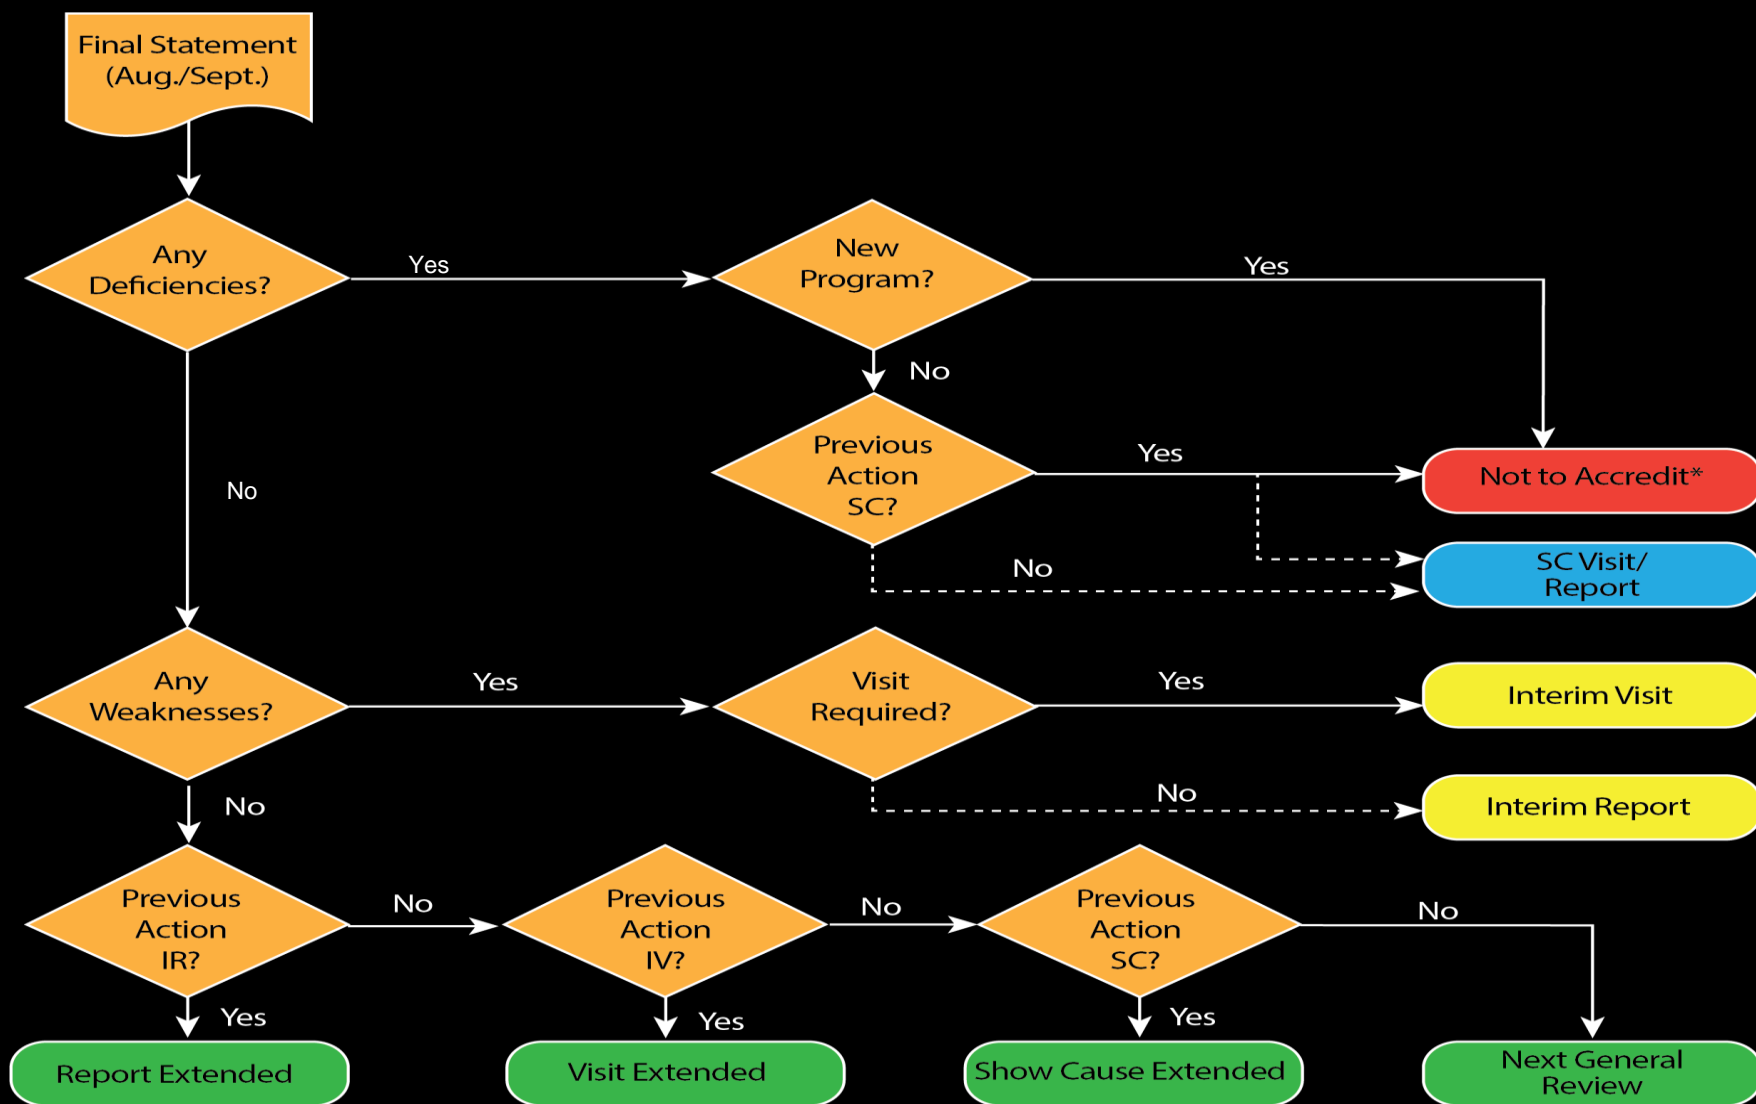 Final Statement
(Aug./Sept.)
Any
Deficiencies?
Yes
New
Program?
Yes
No
No
Previous
Action
SC?
Yes
Not to Accredit*
No
SC Visit/
Report
Any
Weaknesses?
Yes
Visit
Required?
Yes
Interim Visit
No
No
Interim Report
Previous
Action
IR?
No
Previous
Action
IV?
No
Previous
Action
SC?
No
Yes
Yes
Yes
Report Extended
Visit Extended
Show Cause Extended
Next General
Review